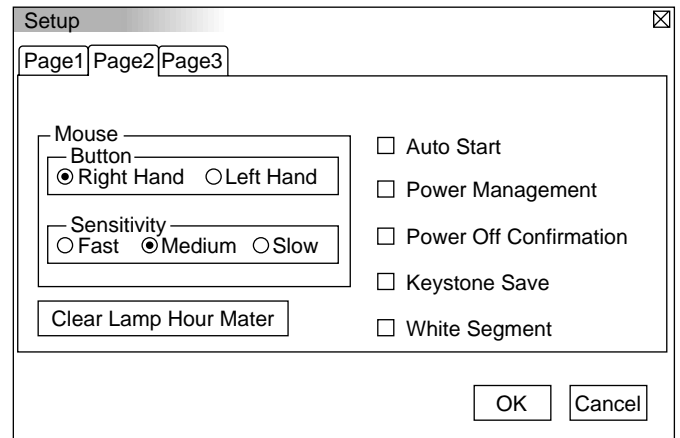 Setup
Page1 Page2 Page3
Mouse
Button
Right Hand Left Hand
Sensitivity
Fast Medium Slow
Clear Lamp Hour Mater
Auto Start
Power Management
Power Off Confirmation
Keystone Save
White Segment
OK Cancel